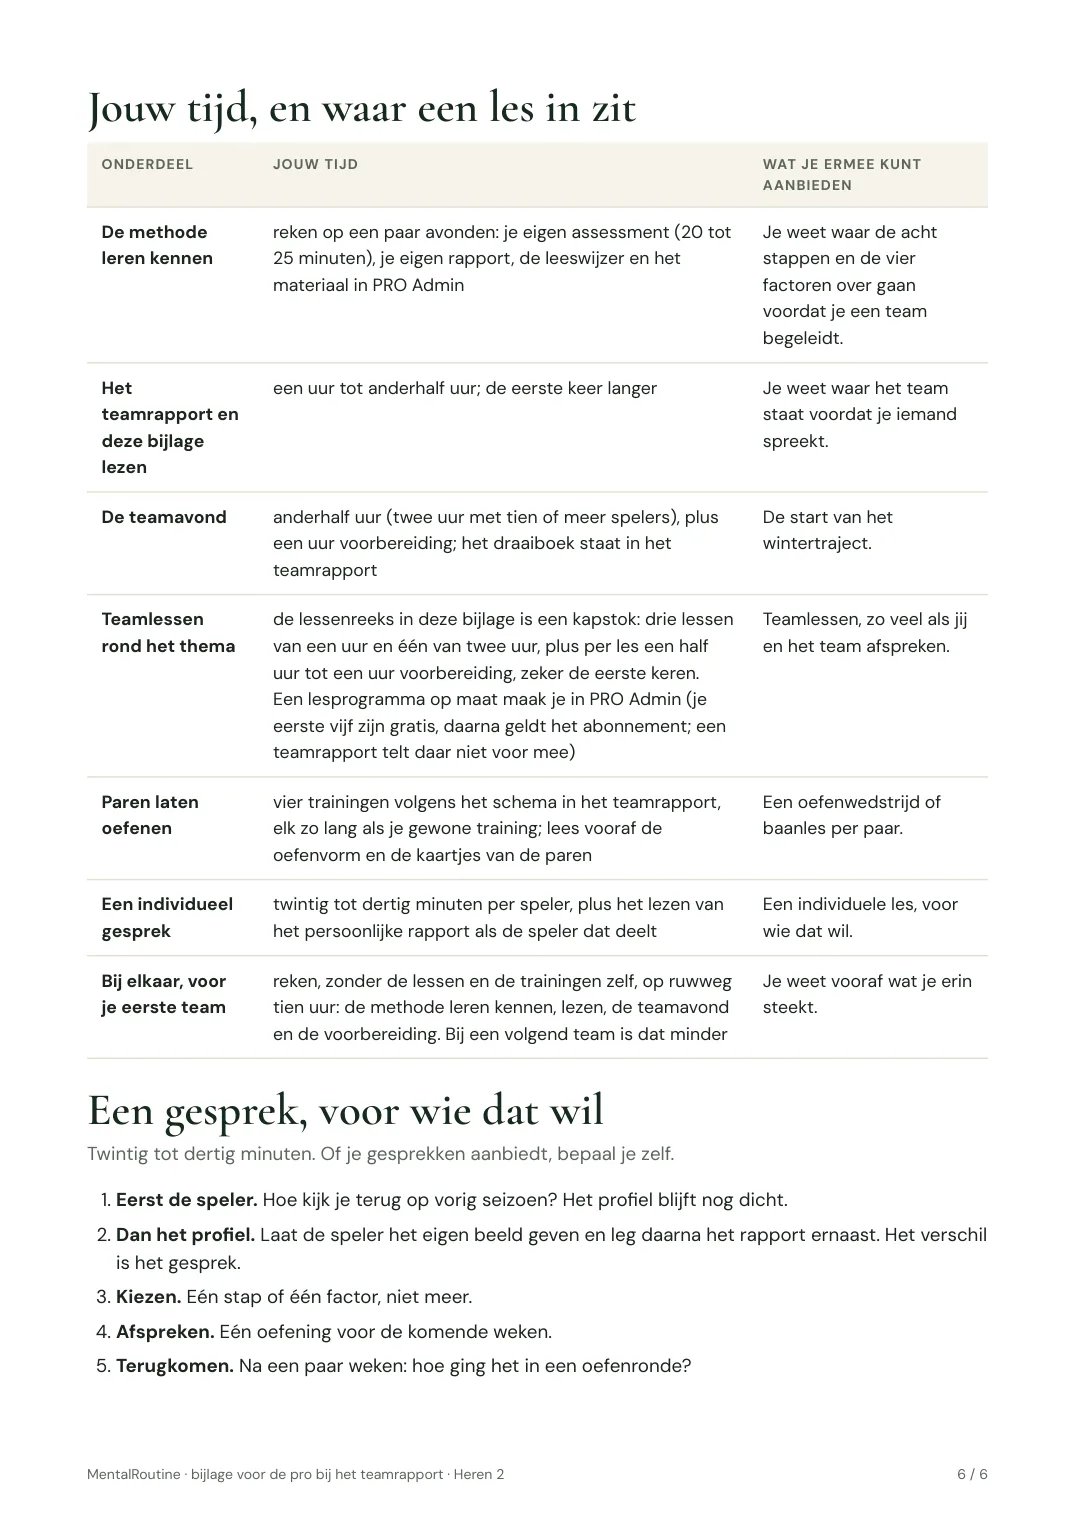 Jouw tijd, en waar een les in zit
ONDERDEEL
JOUW TIJD
WAT JE ERMEE KUNT
AANBIEDEN
De methode
leren kennen
reken op een paar avonden: je eigen assessment (20 tot
25 minuten), je eigen rapport, de leeswijzer en het
materiaal in PRO Admin
Je weet waar de acht
stappen en de vier
factoren over gaan
voordat je een team
begeleidt.
Het
teamrapport en
deze bijlage
lezen
een uur tot anderhalf uur; de eerste keer langer
Je weet waar het team
staat voordat je iemand
spreekt.
De teamavond
anderhalf uur (twee uur met tien of meer spelers), plus
een uur voorbereiding; het draaiboek staat in het
teamrapport
De start van het
wintertraject.
Teamlessen
rond het thema
de lessenreeks in deze bijlage is een kapstok: drie lessen
van een uur en één van twee uur, plus per les een half
uur tot een uur voorbereiding, zeker de eerste keren.
Een lesprogramma op maat maak je in PRO Admin (je
eerste vijf zijn gratis, daarna geldt het abonnement; een
teamrapport telt daar niet voor mee)
Teamlessen, zo veel als jij
en het team afspreken.
Paren laten
oefenen
vier trainingen volgens het schema in het teamrapport,
elk zo lang als je gewone training; lees vooraf de
oefenvorm en de kaartjes van de paren
Een oefenwedstrijd of
baanles per paar.
Een individueel
gesprek
twintig tot dertig minuten per speler, plus het lezen van
het persoonlijke rapport als de speler dat deelt
Een individuele les, voor
wie dat wil.
Bij elkaar, voor
je eerste team
reken, zonder de lessen en de trainingen zelf, op ruwweg
tien uur: de methode leren kennen, lezen, de teamavond
en de voorbereiding. Bij een volgend team is dat minder
Je weet vooraf wat je erin
steekt.
Een gesprek, voor wie dat wil
Twintig tot dertig minuten. Of je gesprekken aanbiedt, bepaal je zelf.
1. Eerst de speler. Hoe kijk je terug op vorig seizoen? Het profiel blijft nog dicht.
2. Dan het profiel. Laat de speler het eigen beeld geven en leg daarna het rapport ernaast. Het verschil
is het gesprek.
3. Kiezen. Eén stap of één factor, niet meer.
4. Afspreken. Eén oefening voor de komende weken.
5. Terugkomen. Na een paar weken: hoe ging het in een oefenronde?
MentalRoutine · bijlage voor de pro bij het teamrapport · Heren 2
6 / 6